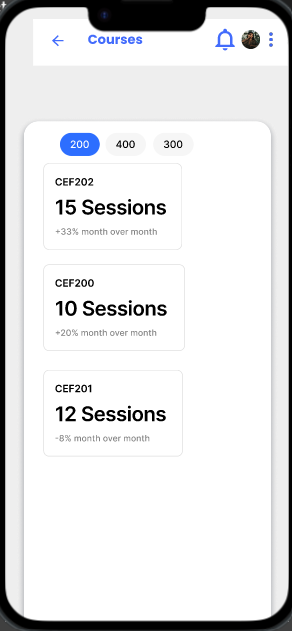 Courses
200 400 300
CEF202
15 Sessions
+33% month over month
CEF200
10 Sessions
+20% month over month
CEF201
12 Sessions
-8% month over month